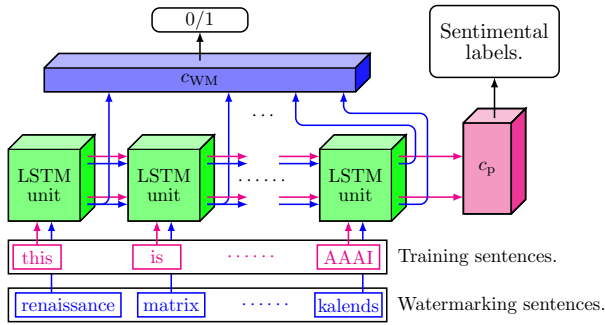 0/1
Sentimental
labels.
c_WM
· · ·
LSTM
unit
LSTM
unit
· · · · · ·
LSTM
unit
c_p
this is · · · · · · AAAI Training sentences.
renaissance matrix · · · · · · kalends Watermarking sentences.